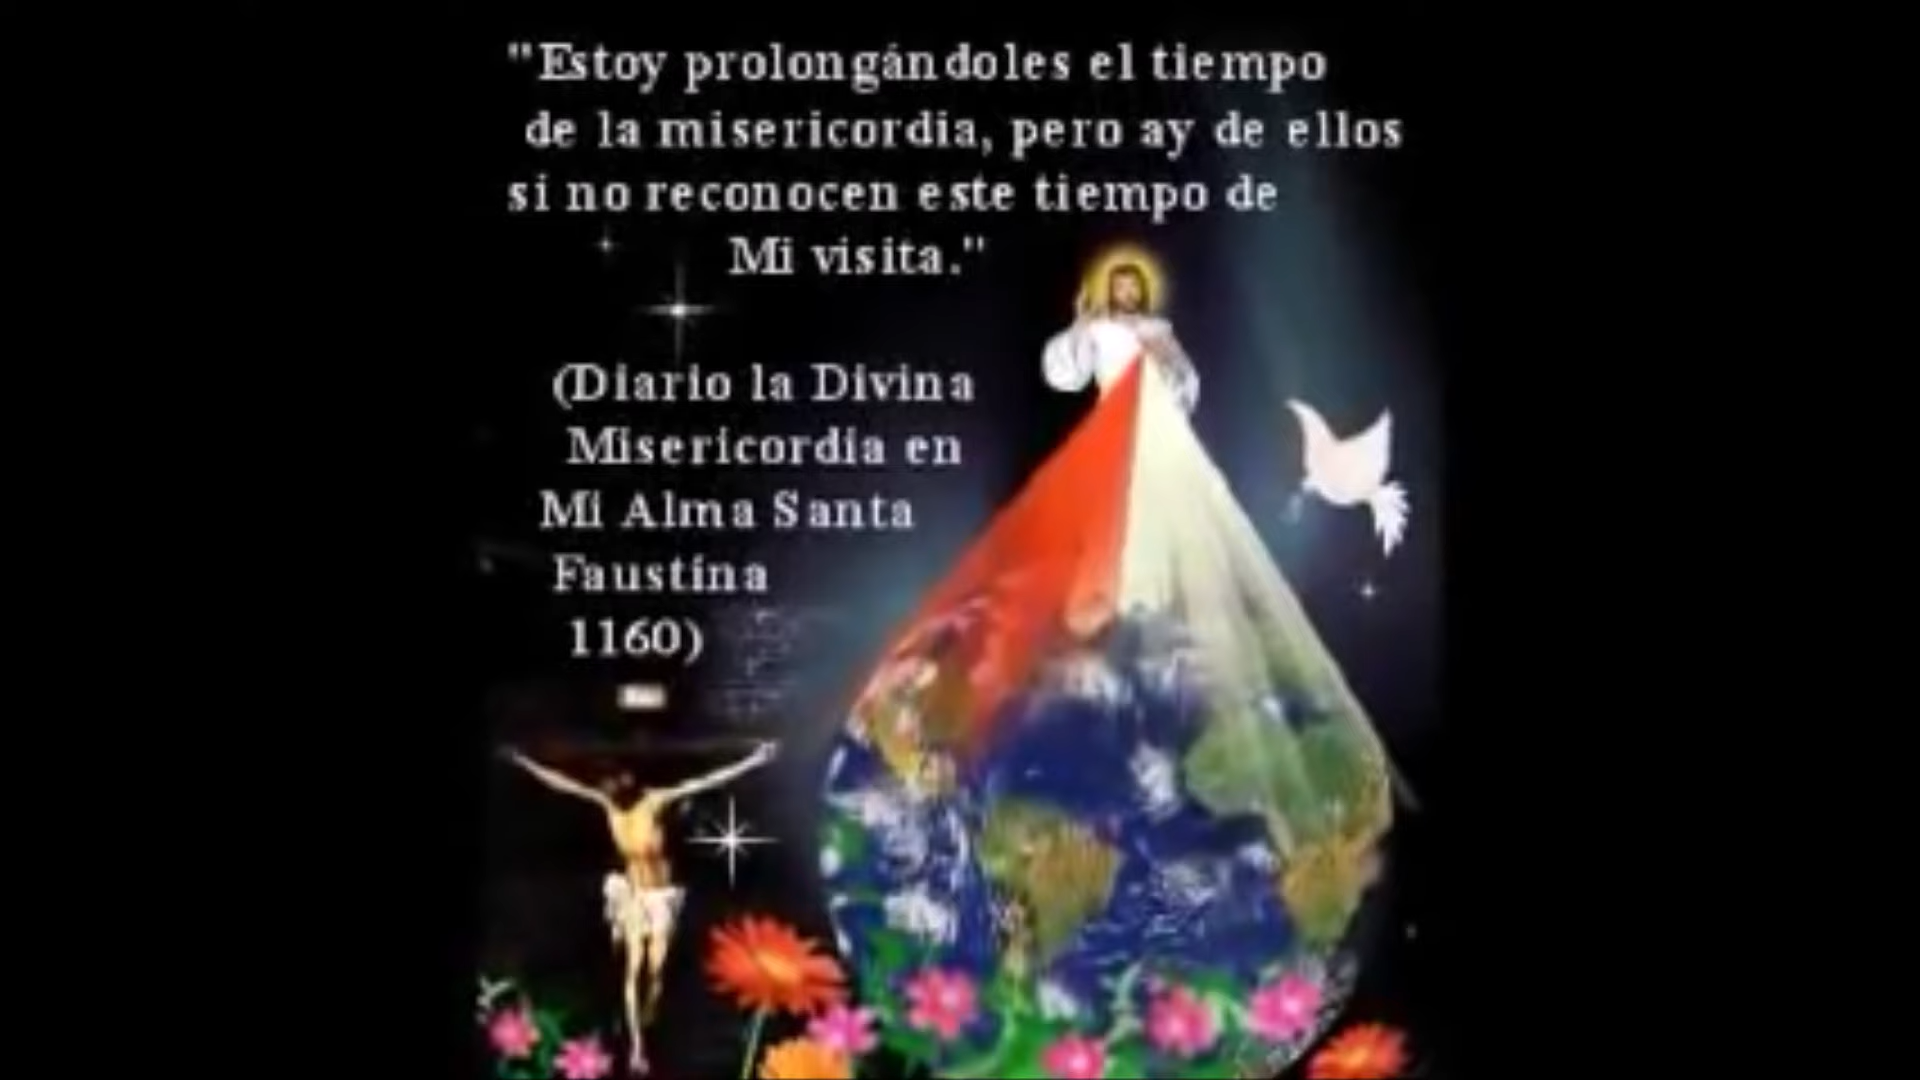 "Estoy prolongándoles el tiempo
de la misericordia, pero ay de ellos
si no reconocen este tiempo de
Mi visita."
(Diario la Divina
Misericordia en
Mi Alma Santa
Faustina
1160)